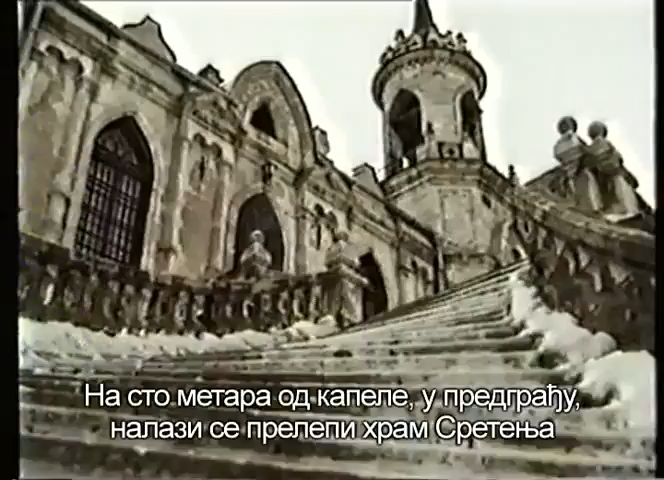 На сто метара од капеле, у предграђу,
налази се прелепи храм Сретења